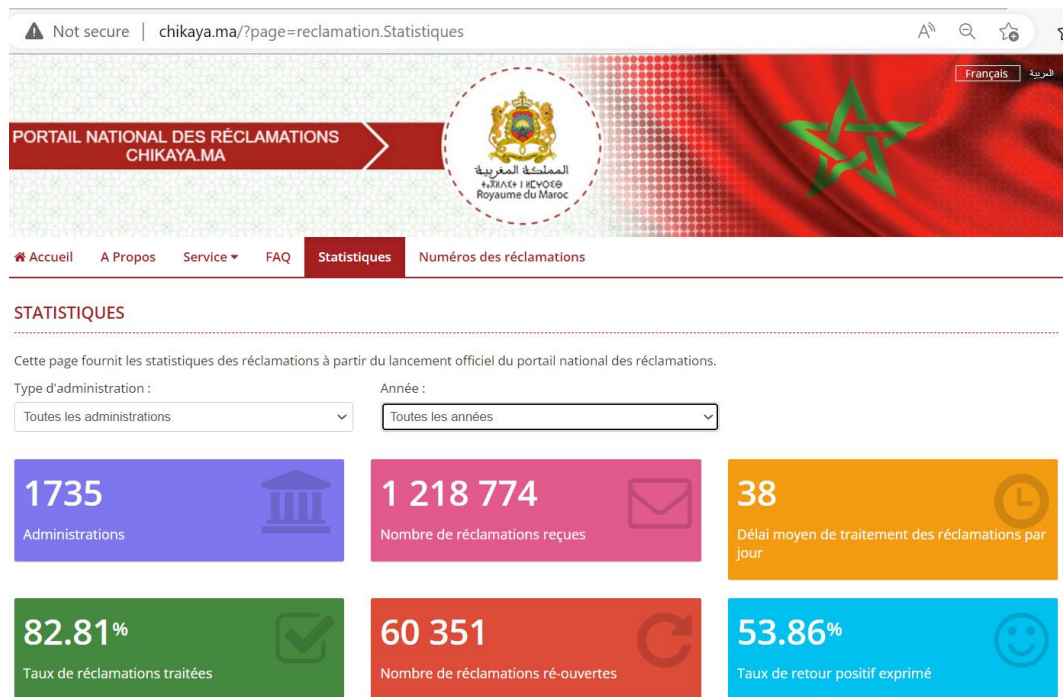 Not secure | chikaya.ma/?page=reclamation.Statistiques
Français العربية
PORTAIL NATIONAL DES RÉCLAMATIONS
CHIKAYA.MA
المملكة المغربية
ⵜⴰⴳⵍⴷⵉⵜ ⵏ ⵍⵎⵖⵔⵉⴱ
Royaume du Maroc
Accueil A Propos Service FAQ Statistiques Numéros des réclamations
STATISTIQUES
Cette page fournit les statistiques des réclamations à partir du lancement officiel du portail national des réclamations.
Type d'administration : Année :
Toutes les administrations Toutes les années
1735
Administrations
1 218 774
Nombre de réclamations reçues
38
Délai moyen de traitement des réclamations par
jour
82.81%
Taux de réclamations traitées
60 351
Nombre de réclamations ré-ouvertes
53.86%
Taux de retour positif exprimé